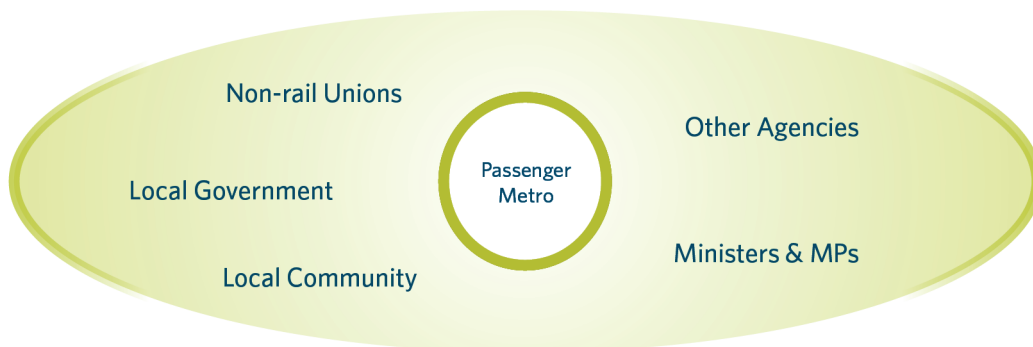 Non-rail Unions
Other Agencies
Passenger
Metro
Local Government
Ministers & MPs
Local Community